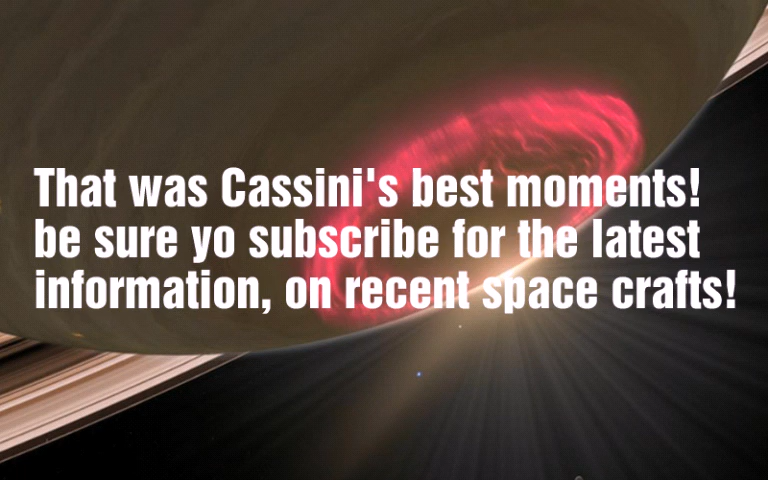 That was Cassini's best moments!
be sure yo subscribe for the latest
information, on recent space crafts!